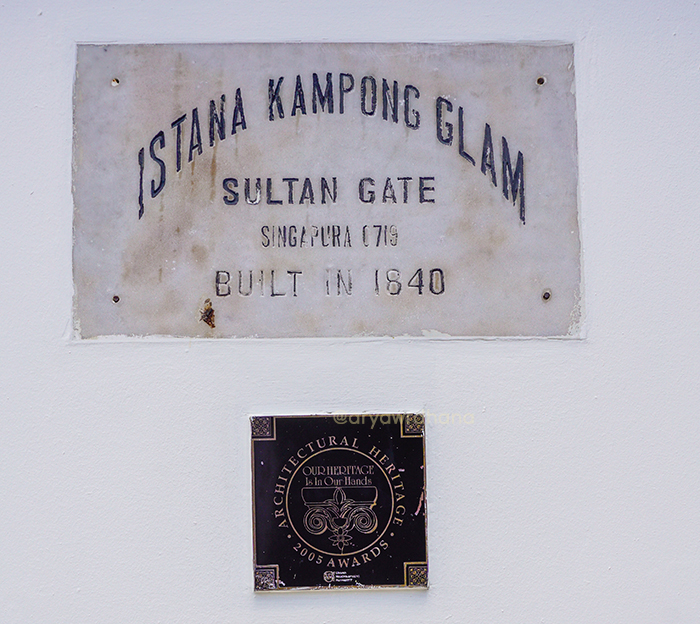 ISTANA KAMPONG GLAM
SULTAN GATE
SINGAPURA 0719
BUILT IN 1840
ARCHITECTURAL HERITAGE
OUR HERITAGE
Is In Our Hands
• 2005 AWARDS •